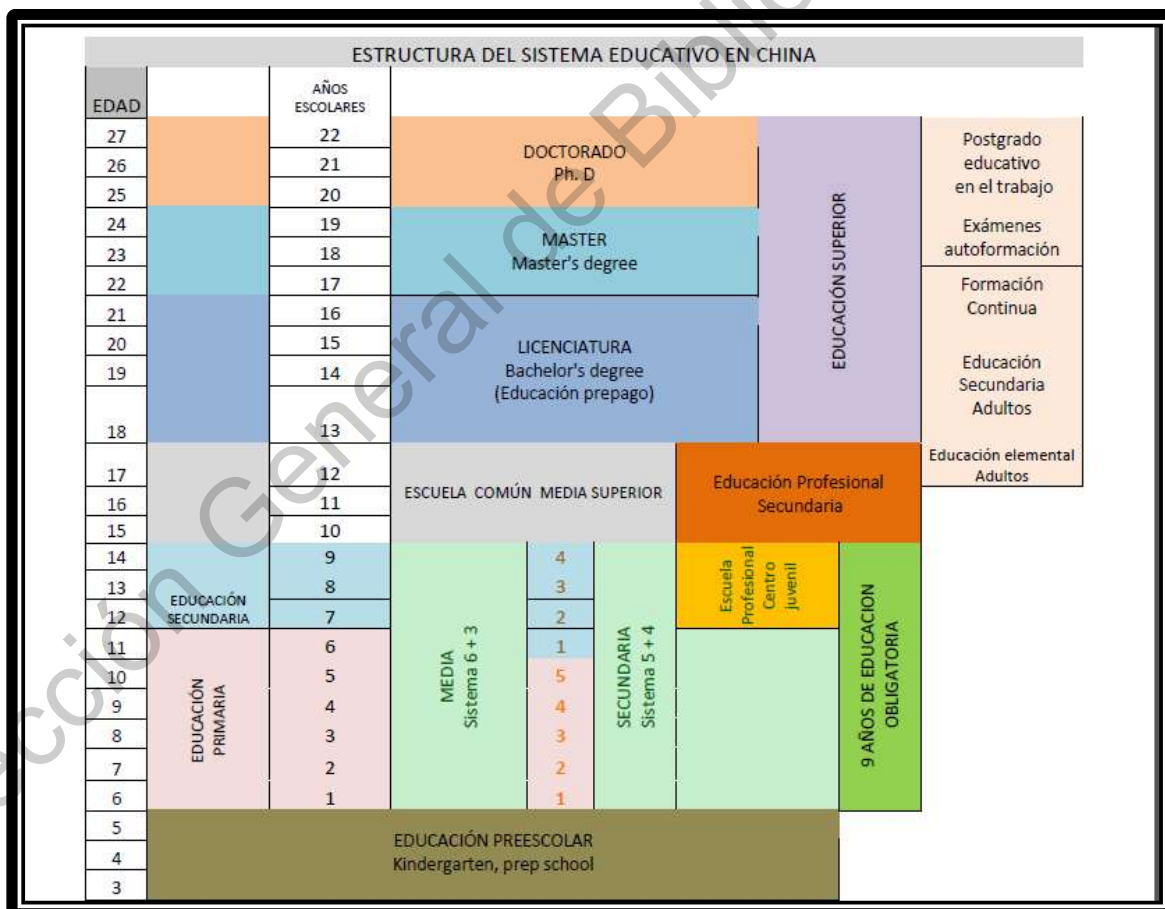 ESTRUCTURA DEL SISTEMA EDUCATIVO EN CHINA
EDAD
AÑOS
ESCOLARES
27 22
26 21
25 20
24 19
23 18
22 17
21 16
20 15
19 14
18 13
17 12
16 11
15 10
14 9 4
13 8 3
12 7 2
11 6 1
10 5 5
9 4 4
8 3 3
7 2 2
6 1 1
5
4
3
DOCTORADO
Ph. D
MASTER
Master's degree
LICENCIATURA
Bachelor's degree
(Educación prepago)
EDUCACIÓN SUPERIOR
Postgrado
educativo
en el trabajo
Exámenes
autoformación
Formación
Continua
Educación
Secundaria
Adultos
Educación elemental
Adultos
ESCUELA COMÚN MEDIA SUPERIOR
Educación Profesional
Secundaria
EDUCACIÓN
SECUNDARIA
EDUCACIÓN
PRIMARIA
MEDIA
Sistema 6 + 3
SECUNDARIA
Sistema 5 + 4
Escuela
Profesional
Centro
juvenil
9 AÑOS DE EDUCACION
OBLIGATORIA
EDUCACIÓN PREESCOLAR
Kindergarten, prep school
ección General de Biblio